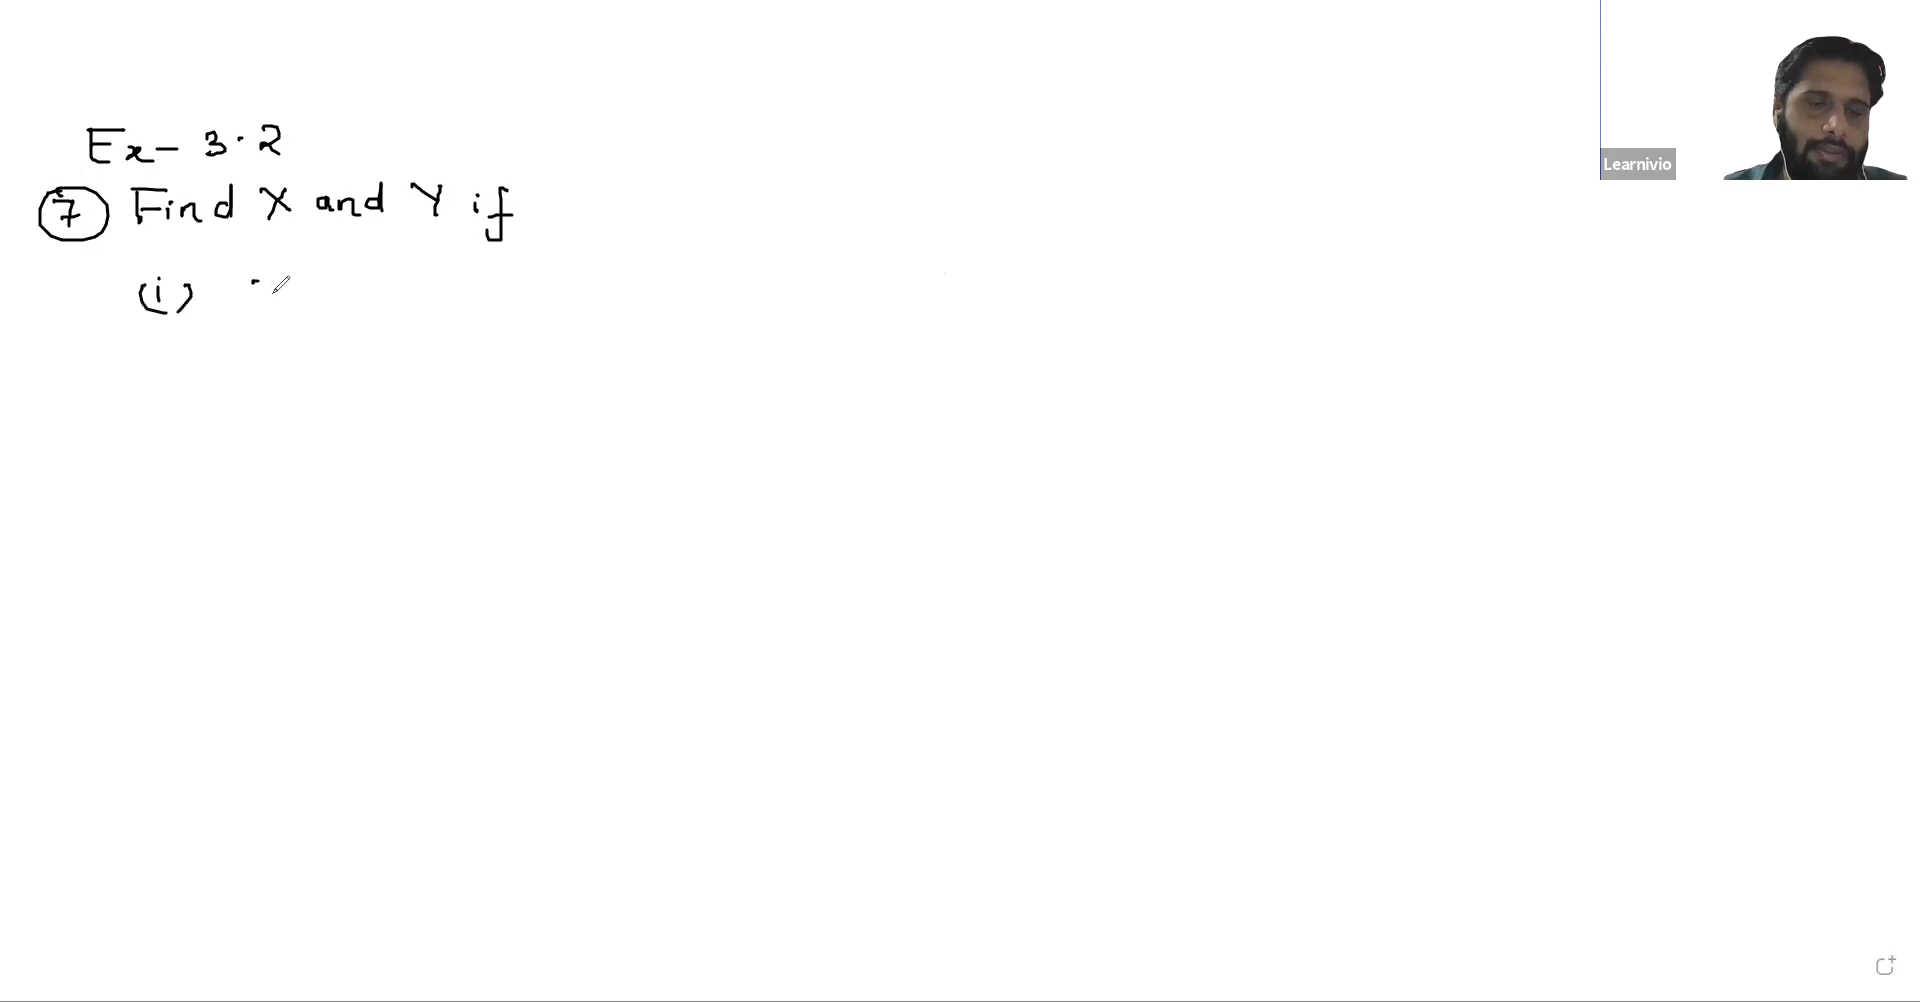 Ex - 3.2
7 Find X and Y if
(i)
Learnivio